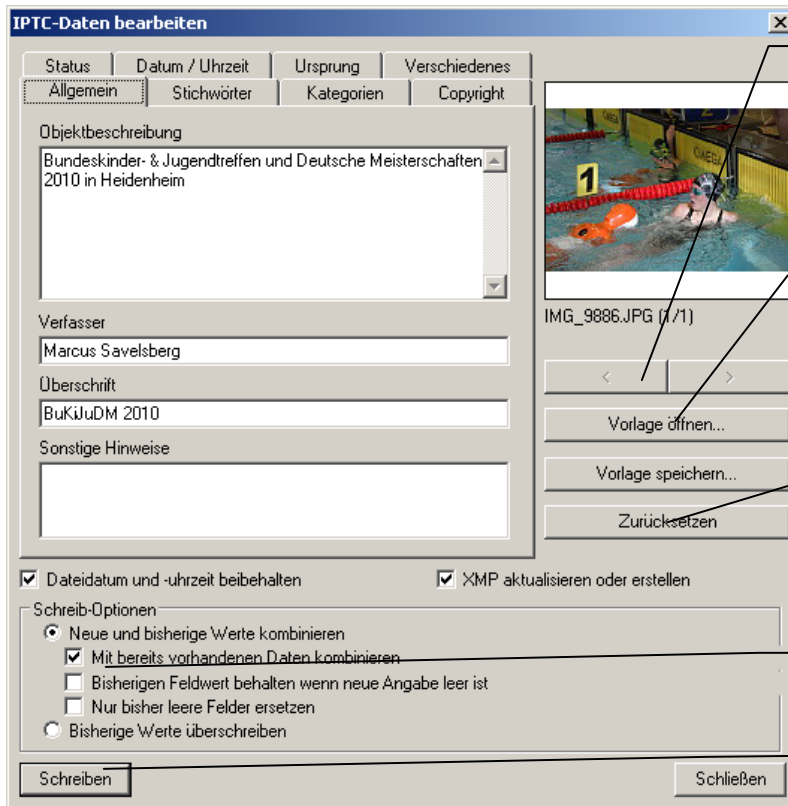 IPTC-Daten bearbeiten
Status
Datum / Uhrzeit
Ursprung
Verschiedenes
Allgemein
Stichwörter
Kategorien
Copyright
Objektbeschreibung
Bundeskinder- & Jugendtreffen und Deutsche Meisterschaften
2010 in Heidenheim
Verfasser
Marcus Savelsberg
Überschrift
BuKiJuDM 2010
Sonstige Hinweise
1
OMEGA
IMG_9886.JPG (1/1)
<
>
Vorlage öffnen...
Vorlage speichern...
Zurücksetzen
Dateidatum und -uhrzeit beibehalten
XMP aktualisieren oder erstellen
Schreib-Optionen
Neue und bisherige Werte kombinieren
Mit bereits vorhandenen Daten kombinieren
Bisherigen Feldwert behalten wenn neue Angabe leer ist
Nur bisher leere Felder ersetzen
Bisherige Werte überschreiben
Schreiben
Schließen